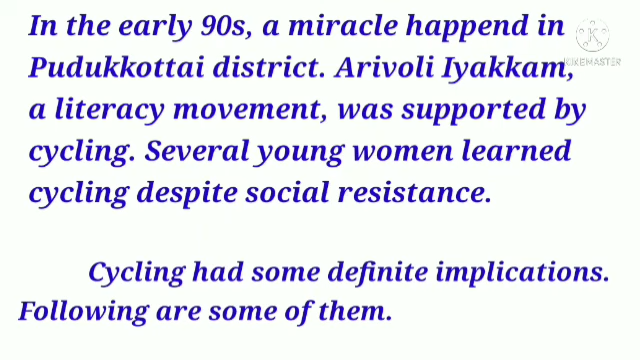 In the early 90s, a miracle happend in
Pudukkottai district. Arivoli Iyakkam,
a literacy movement, was supported by
cycling. Several young women learned
cycling despite social resistance.
Cycling had some definite implications.
Following are some of them.
K
KINEMASTER